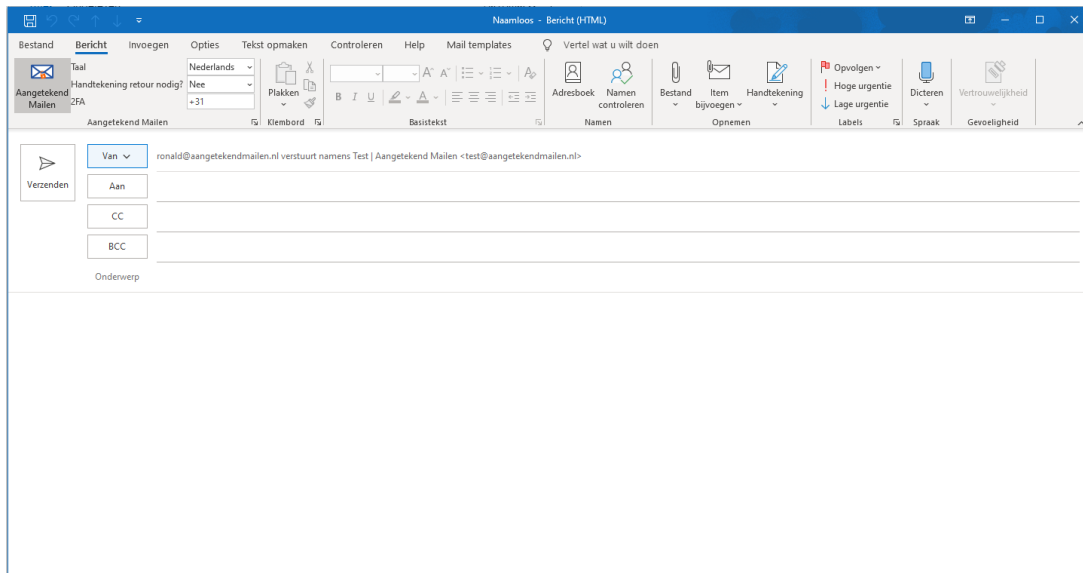 Naamloos - Bericht (HTML)
Bestand Bericht Invoegen Opties Tekst opmaken Controleren Help Mail templates Vertel wat u wilt doen
Aangetekend Mailen
Taal Nederlands
Handtekening retour nodig? Nee
2FA +31
Aangetekend Mailen
Plakken
Klembord
B I U A A A A
Basistekst
Adresboek Namen controleren
Namen
Bestand Item bijvoegen Handtekening
Opnemen
Opvolgen
Hoge urgentie
Lage urgentie
Labels
Dicteren
Spraak
Vertrouwelijkheid
Gevoeligheid
Verzenden
Van ronald@aangetekendmailen.nl verstuurt namens Test | Aangetekend Mailen <test@aangetekendmailen.nl>
Aan
CC
BCC
Onderwerp